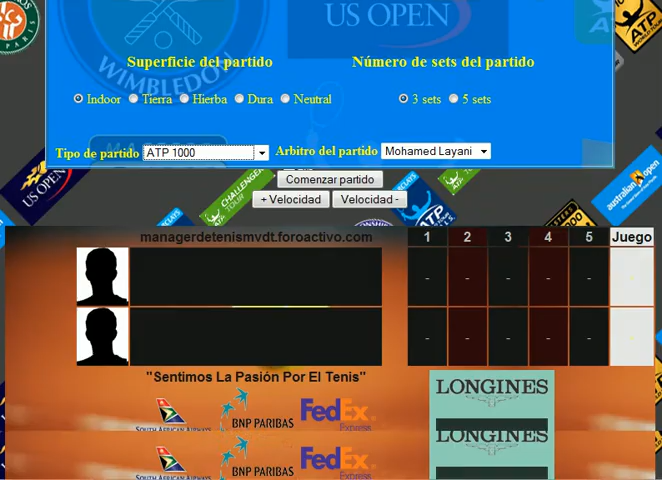 US OPEN
WIMBLEDON
Superficie del partido
Número de sets del partido
Indoor Tierra Hierba Dura Neutral
3 sets 5 sets
Tipo de partido ATP 1000 Arbitro del partido Mohamed Layani
Comenzar partido
+ Velocidad Velocidad -
US OPEN
CHALLENGER
ATP
australian open
managerdetenismvdt.foroactivo.com
1 2 3 4 5 Juego
- - - - -
- - - - -
"Sentimos La Pasión Por El Tenis"
LONGINES
SOUTH AFRICAN AIRWAYS
BNP PARIBAS
FedEx
Express
LONGINES
SOUTH AFRICAN AIRWAYS
BNP PARIBAS
FedEx
Express